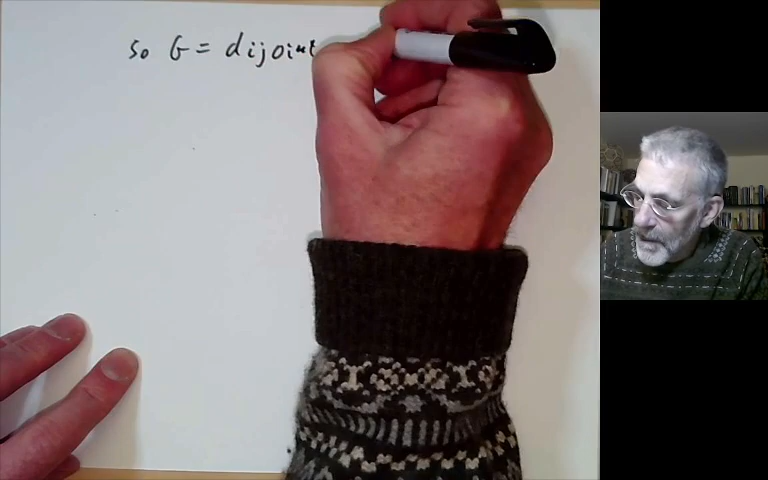 so G = dijoint